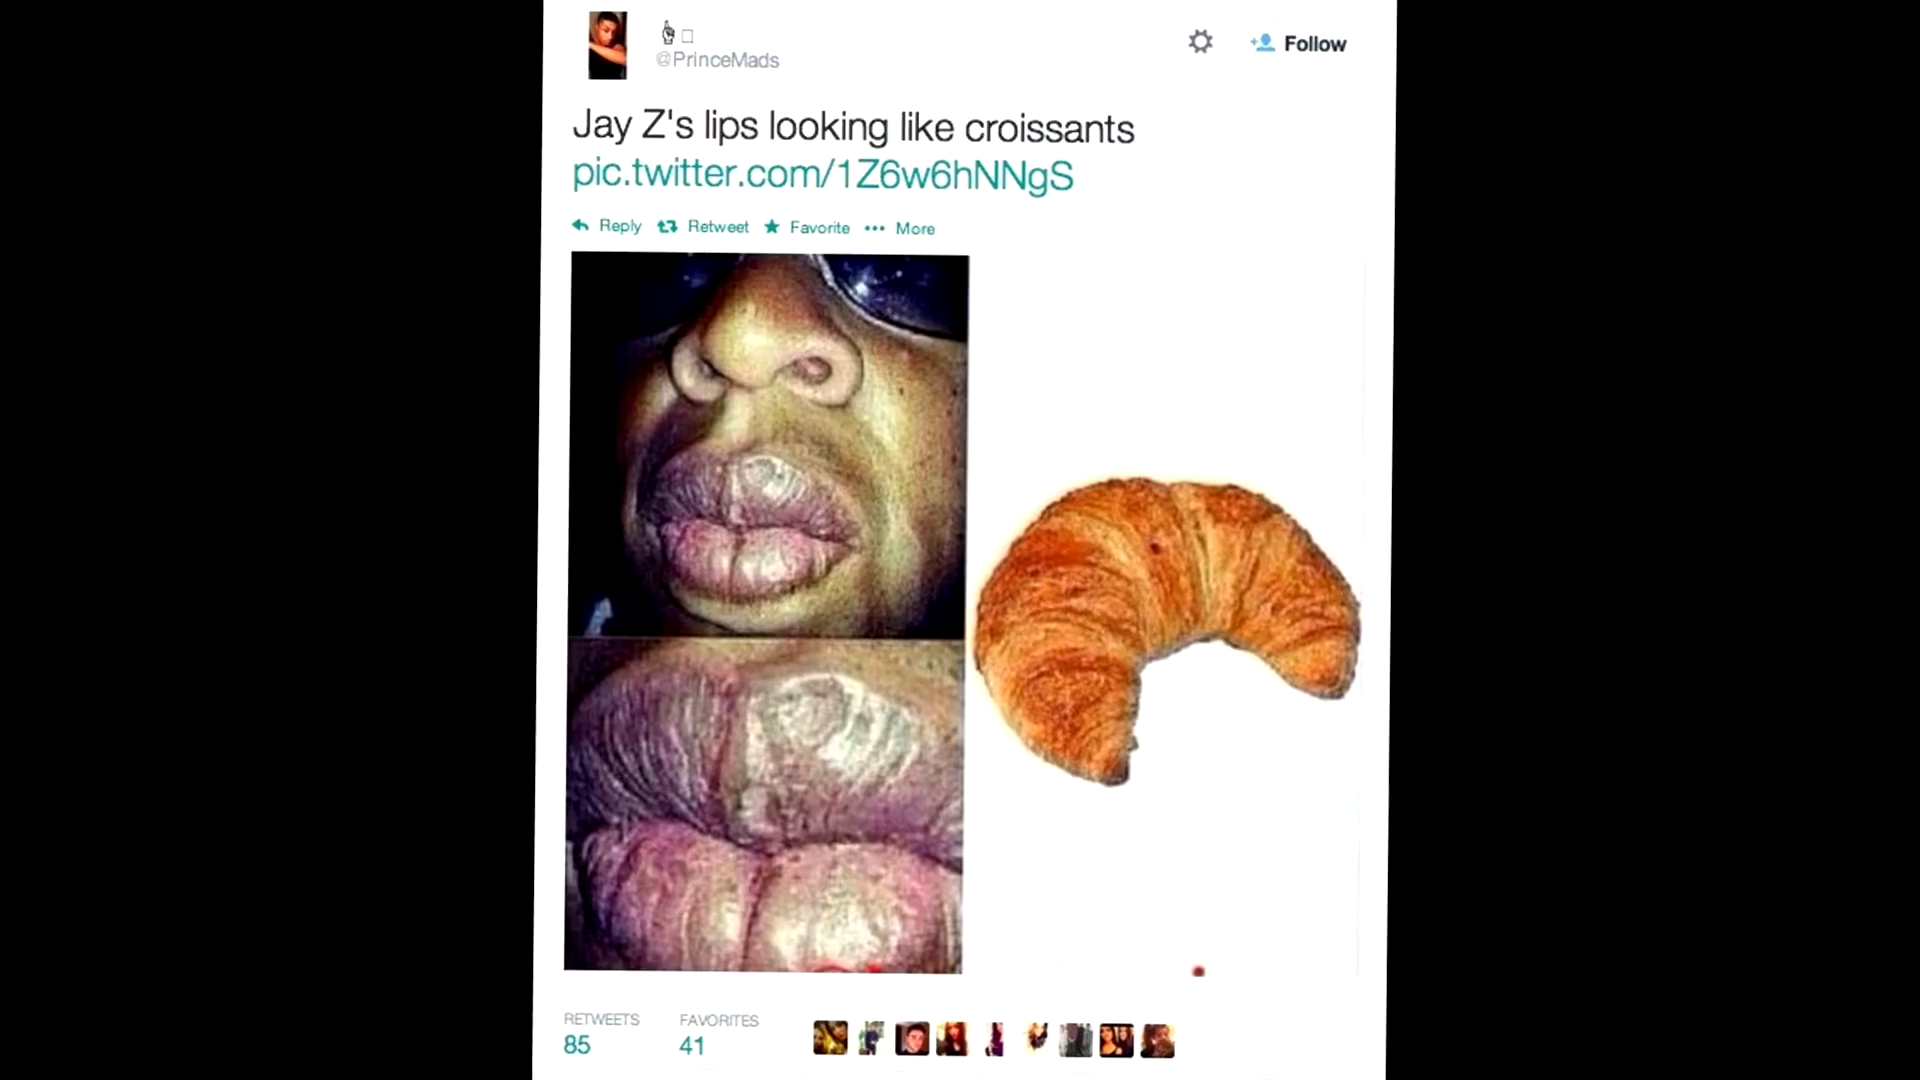 @PrinceMads
Follow
Jay Z's lips looking like croissants
pic.twitter.com/1Z6w6hNNgS
Reply Retweet Favorite More
RETWEETS FAVORITES
85 41